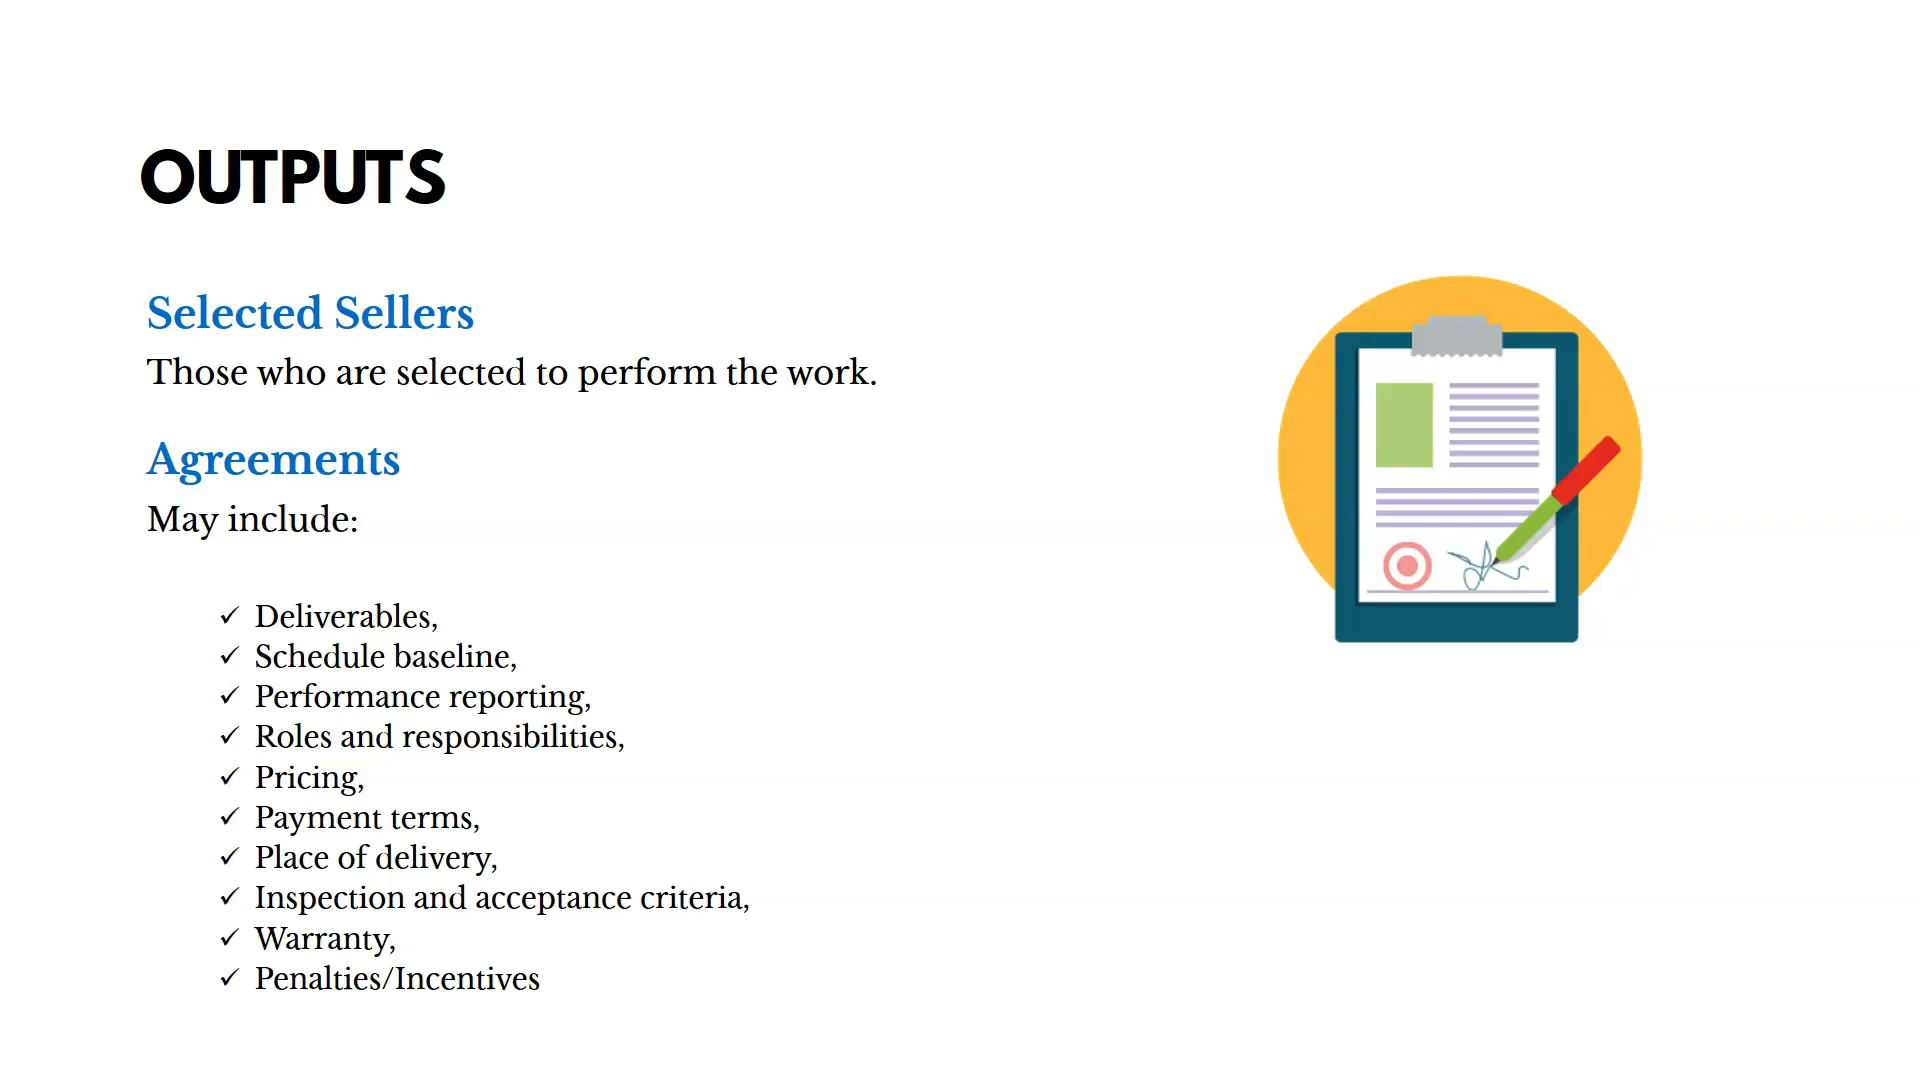 OUTPUTS
Selected Sellers
Those who are selected to perform the work.
Agreements
May include:
✓ Deliverables,
✓ Schedule baseline,
✓ Performance reporting,
✓ Roles and responsibilities,
✓ Pricing,
✓ Payment terms,
✓ Place of delivery,
✓ Inspection and acceptance criteria,
✓ Warranty,
✓ Penalties/Incentives